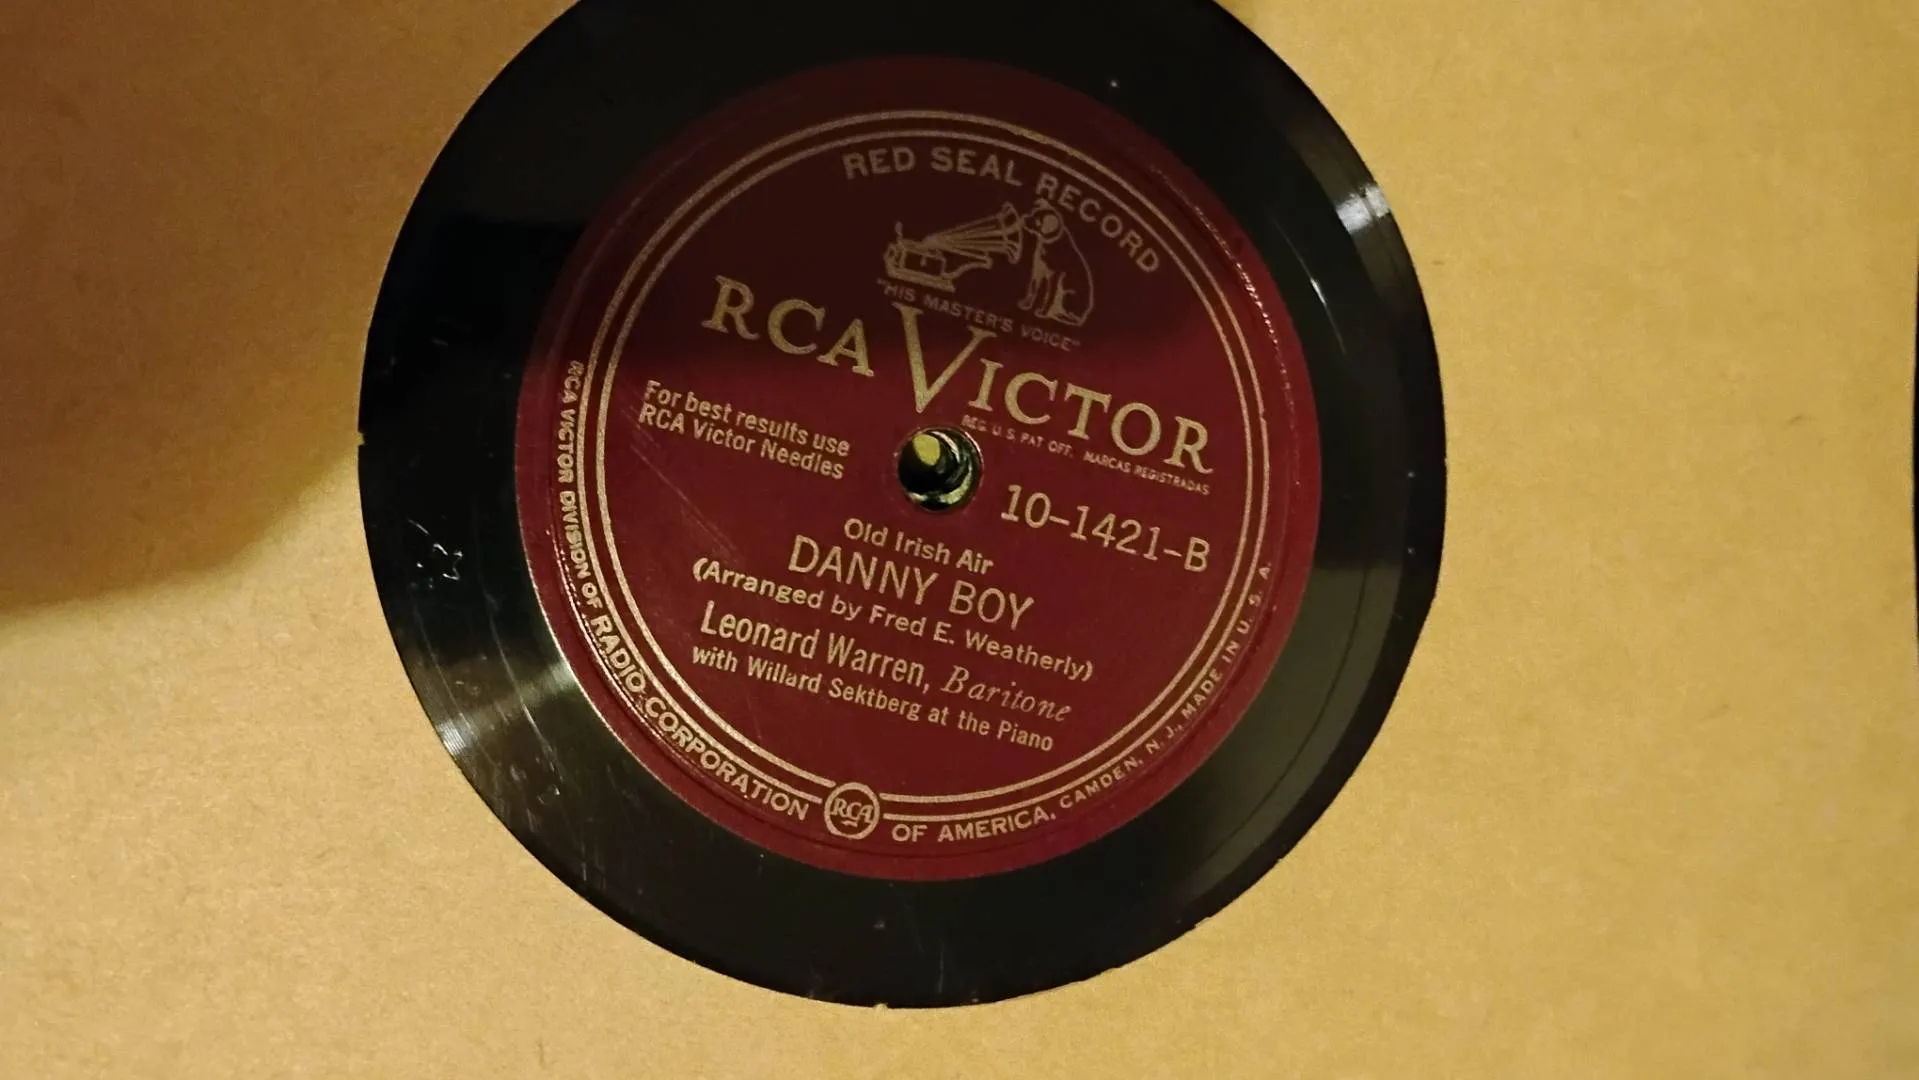 RED SEAL RECORD
"HIS MASTER'S VOICE"
RCA VICTOR
REG. U.S. PAT. OFF. MARCAS REGISTRADAS
For best results use
RCA Victor Needles
10-1421-B
Old Irish Air
DANNY BOY
(Arranged by Fred E. Weatherly)
Leonard Warren, Baritone
with Willard Sektberg at the Piano
RCA VICTOR DIVISION OF RADIO CORPORATION RCA OF AMERICA, CAMDEN, N. J., MADE IN U. S. A.